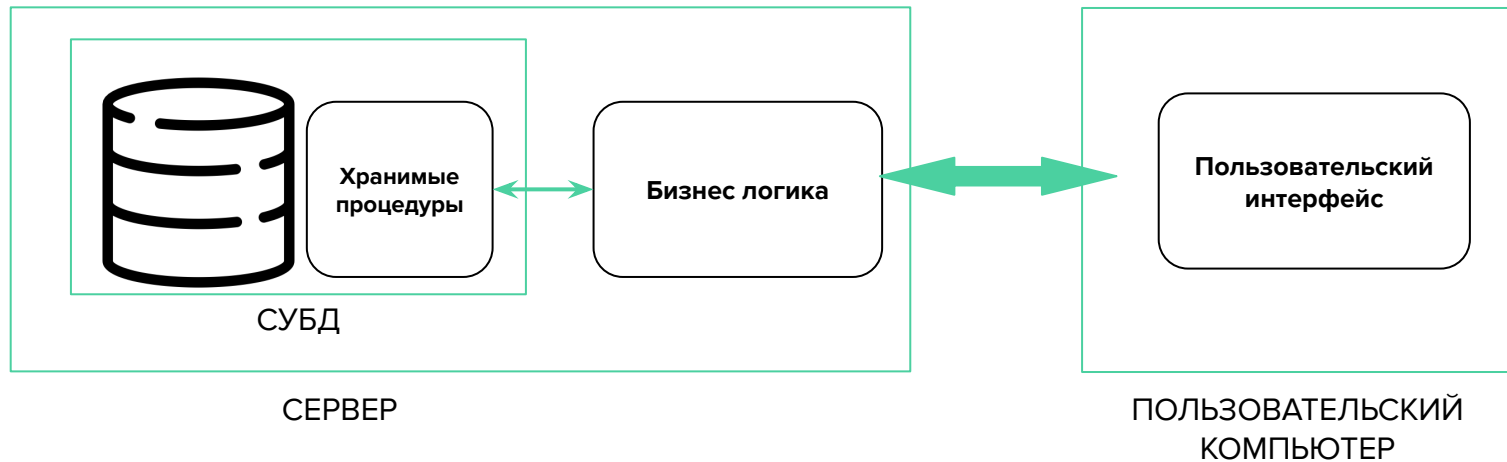 Хранимые
процедуры
Бизнес логика
Пользовательский
интерфейс
СУБД
СЕРВЕР
ПОЛЬЗОВАТЕЛЬСКИЙ
КОМПЬЮТЕР